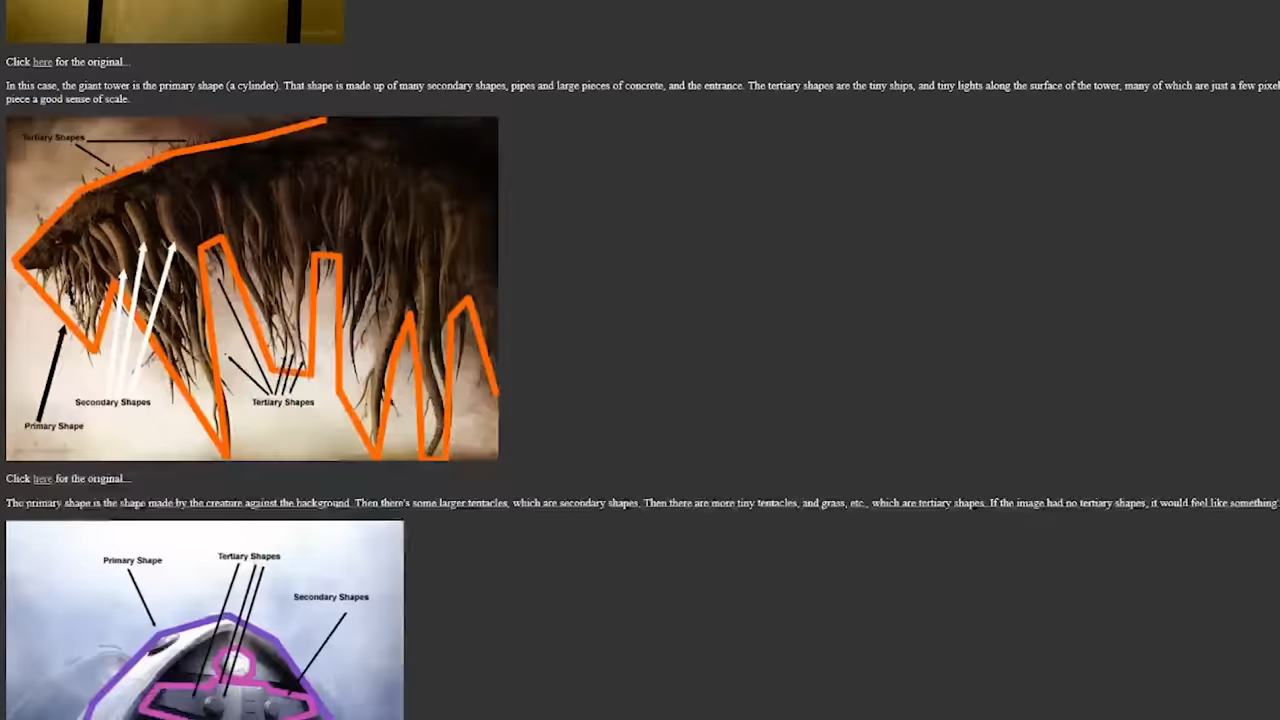 Click here for the original...
In this case, the giant tower is the primary shape (a cylinder). That shape is made up of many secondary shapes, pipes and large pieces of concrete, and the entrance. The tertiary shapes are the tiny ships, and tiny lights along the surface of the tower, many of which are just a few pixel
piece a good sense of scale.
Tertiary Shapes
Secondary Shapes
Tertiary Shapes
Primary Shape
Click here for the original...
The primary shape is the shape made by the creature against the background. Then there's some larger tentacles, which are secondary shapes. Then there are more tiny tentacles, and grass, etc., which are tertiary shapes. If the image had no tertiary shapes, it would feel like something
Primary Shape
Tertiary Shapes
Secondary Shapes